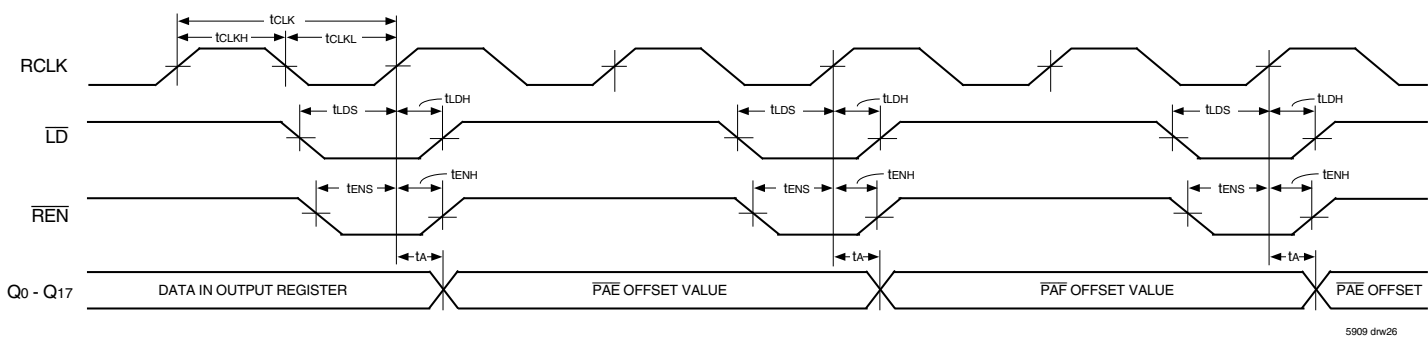 tCLK
tCLKH
tCLKL
RCLK
tLDS
tLDH
tLDS
tLDH
tLDS
tLDH
LD
tENS
tENH
tENS
tENH
tENS
tENH
REN
tA
tA
tA
Q0 - Q17
DATA IN OUTPUT REGISTER
PAE OFFSET VALUE
PAF OFFSET VALUE
PAE OFFSET
5909 drw26